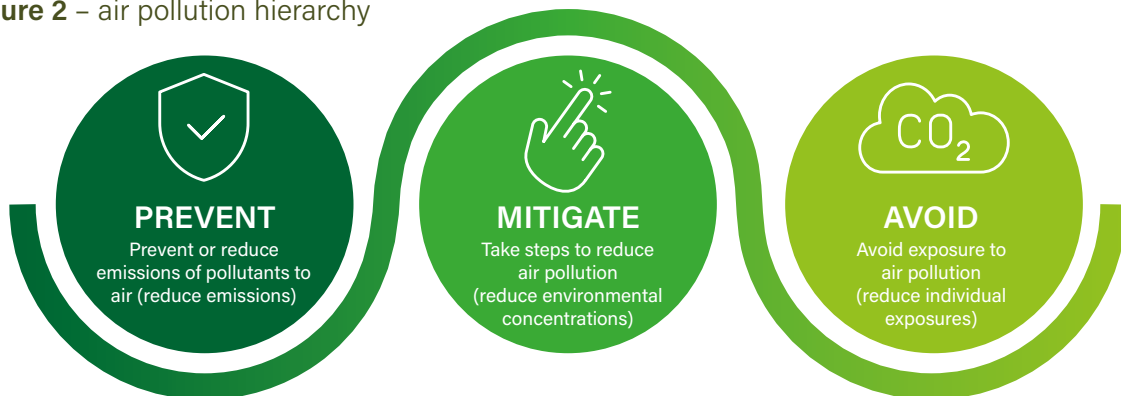 ure 2 – air pollution hierarchy
PREVENT
Prevent or reduce
emissions of pollutants to
air (reduce emissions)
MITIGATE
Take steps to reduce
air pollution
(reduce environmental
concentrations)
CO2
AVOID
Avoid exposure to
air pollution
(reduce individual
exposures)